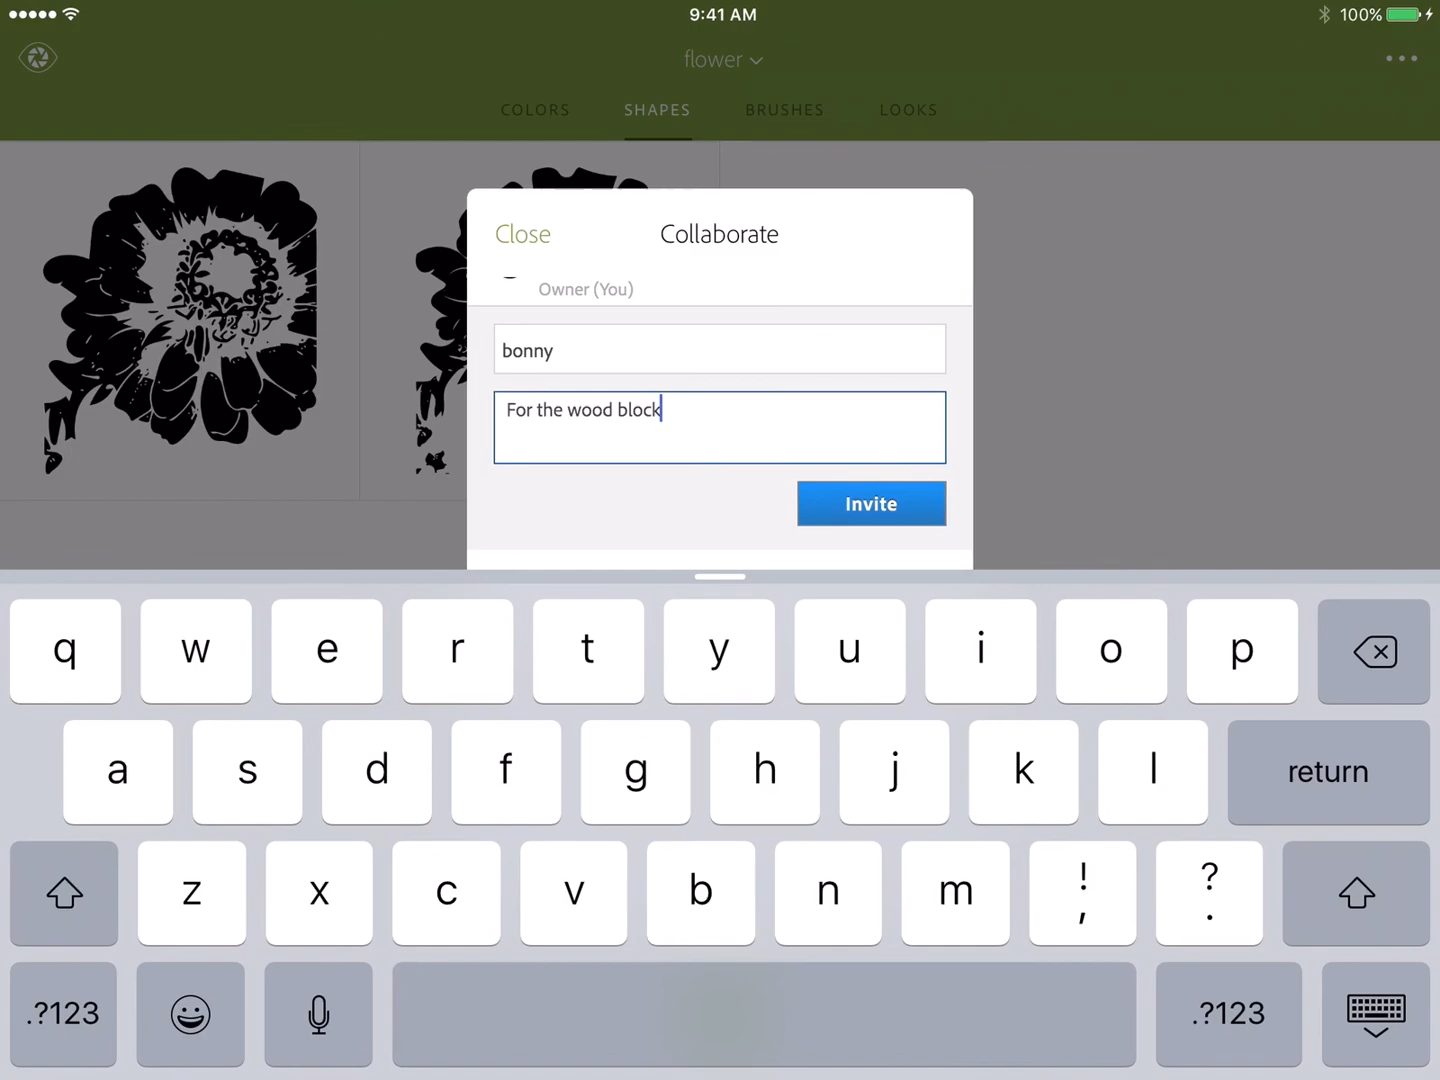 9:41 AM
100%
flower
COLORS SHAPES BRUSHES LOOKS
Close Collaborate
Owner (You)
bonny
For the wood block
Invite
q w e r t y u i o p
a s d f g h j k l return
z x c v b n m ! , ? .
.?123 .?123